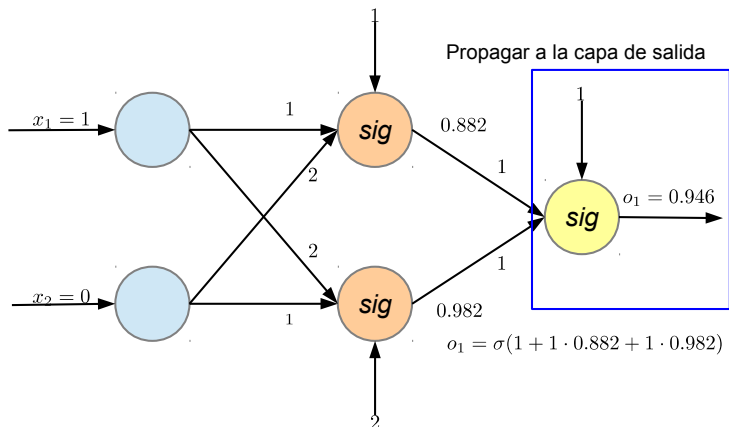 1
Propagar a la capa de salida
x₁ = 1
1
sig
0.882
1
2
1
sig
o₁ = 0.946
2
1
x₂ = 0
1
sig
0.982
o₁ = σ(1 + 1 · 0.882 + 1 · 0.982)
2